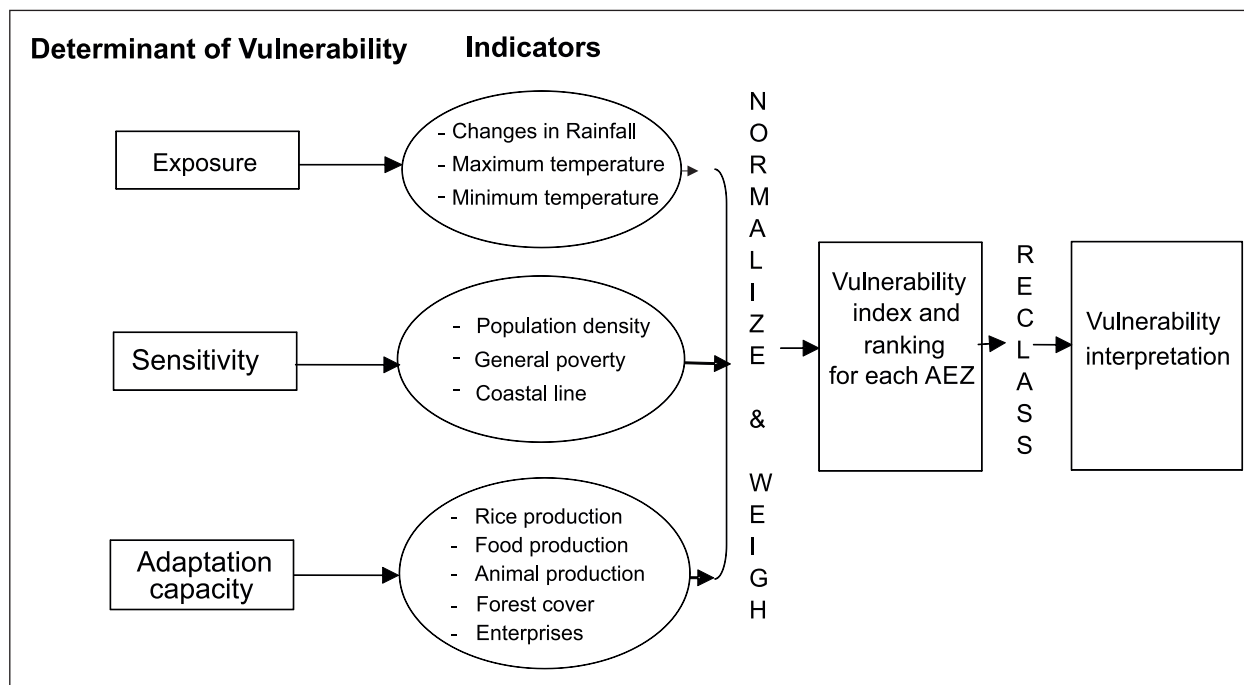 Determinant of Vulnerability
Indicators
Exposure
- Changes in Rainfall
- Maximum temperature
- Minimum temperature
Sensitivity
- Population density
- General poverty
- Coastal line
Adaptation
capacity
- Rice production
- Food production
- Animal production
- Forest cover
- Enterprises
NORMALIZE & WEIGH
Vulnerability
index and
ranking
for each AEZ
RECLASS
Vulnerability
interpretation